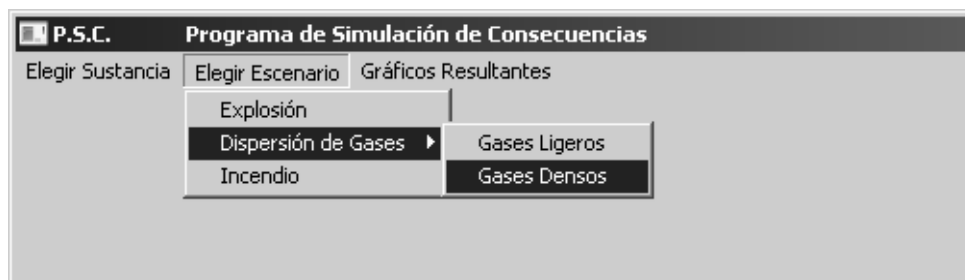 P.S.C. Programa de Simulación de Consecuencias
Elegir Sustancia Elegir Escenario Gráficos Resultantes
Explosión
Dispersión de Gases Gases Ligeros
Incendio Gases Densos